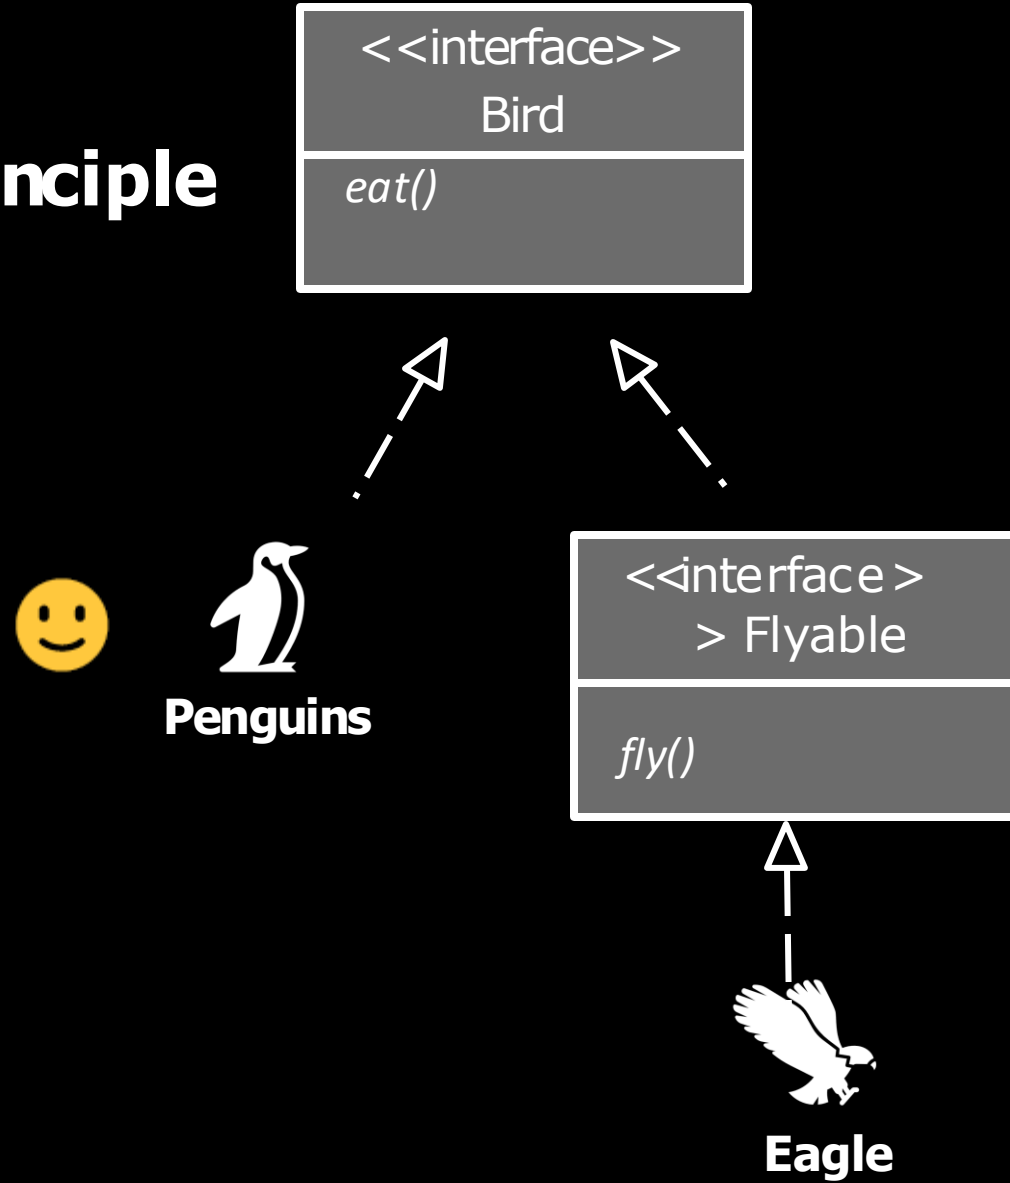 <<interface>>
Bird
nciple
eat()
<<interface>
> Flyable
Penguins
fly()
Eagle